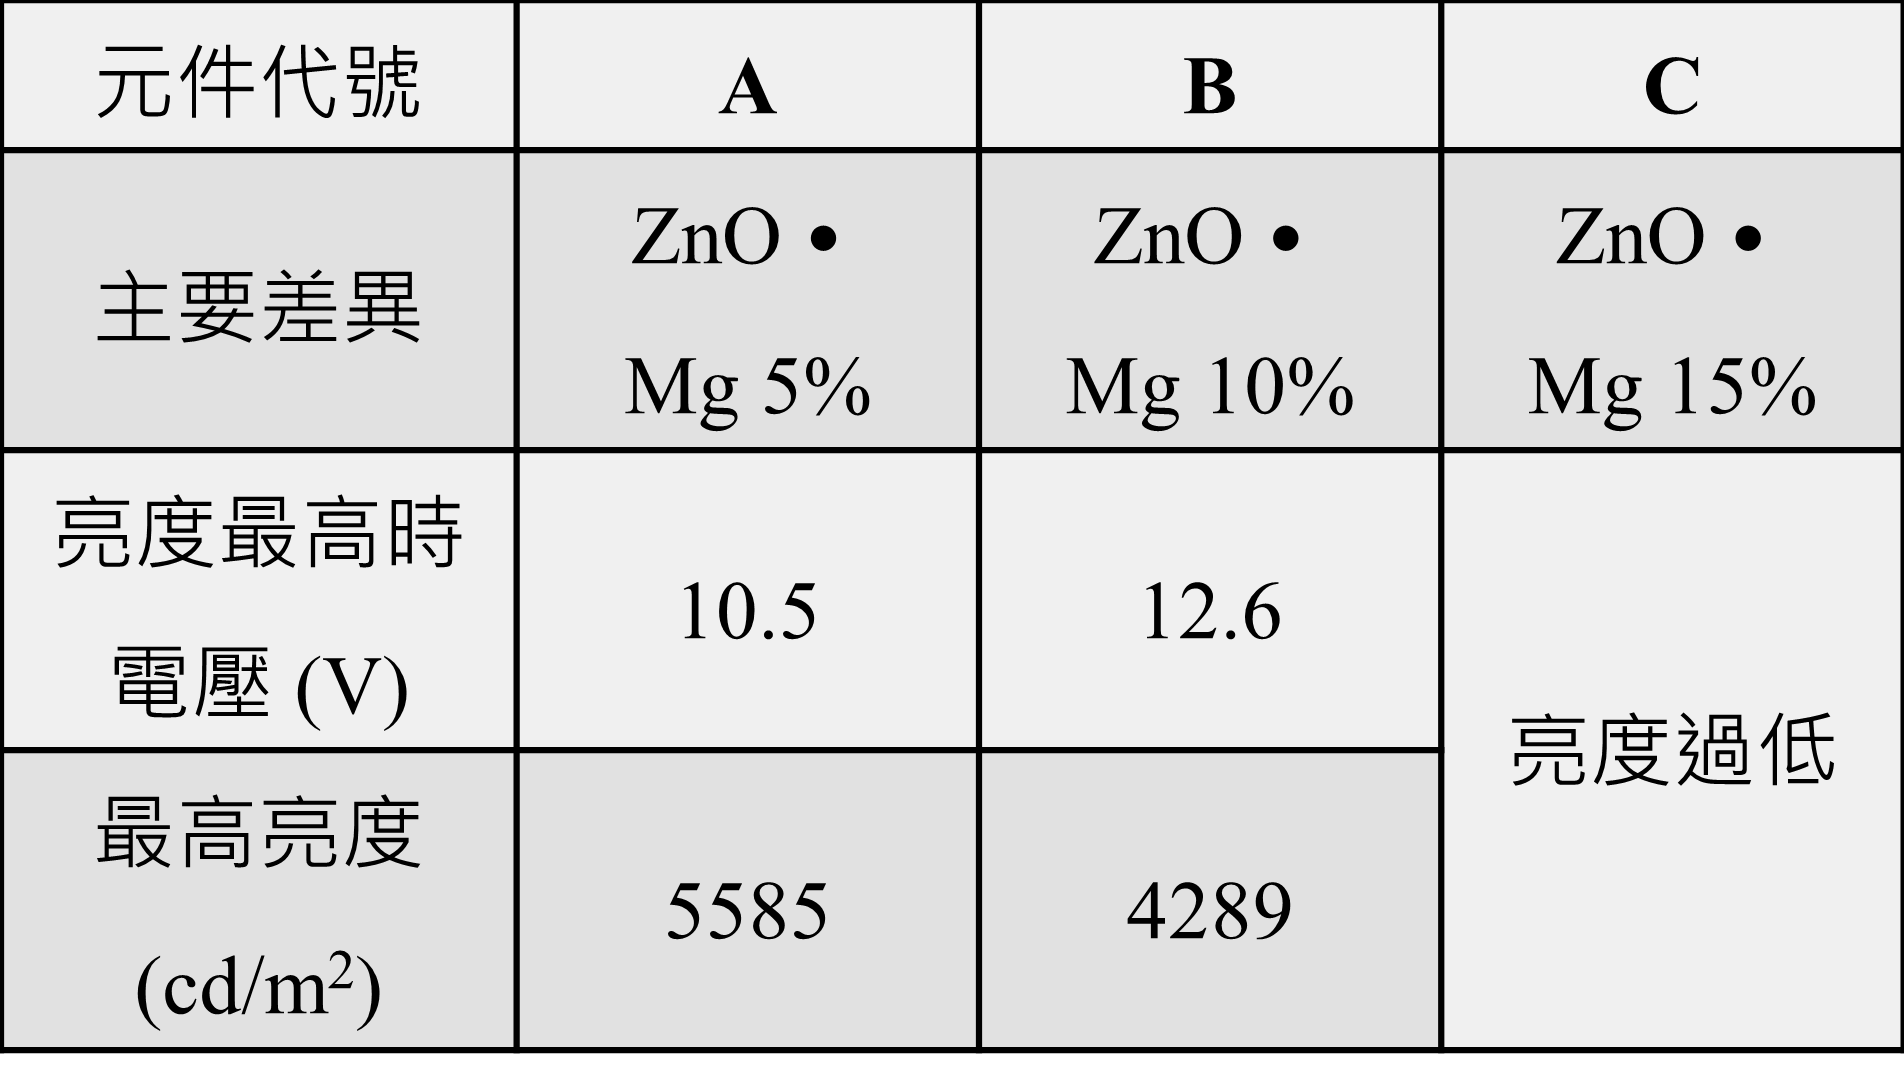 元件代號 A B C
主要差異
ZnO •
Mg 5%
ZnO •
Mg 10%
ZnO •
Mg 15%
亮度最高時
電壓 (V)
10.5
12.6
亮度過低
最高亮度
(cd/m²)
5585
4289